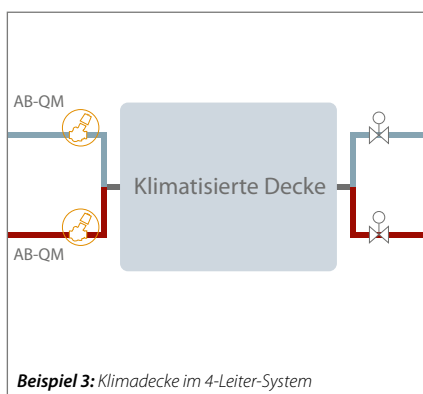 AB-QM
Klimatisierte Decke
AB-QM
Beispiel 3: Klimadecke im 4-Leiter-System